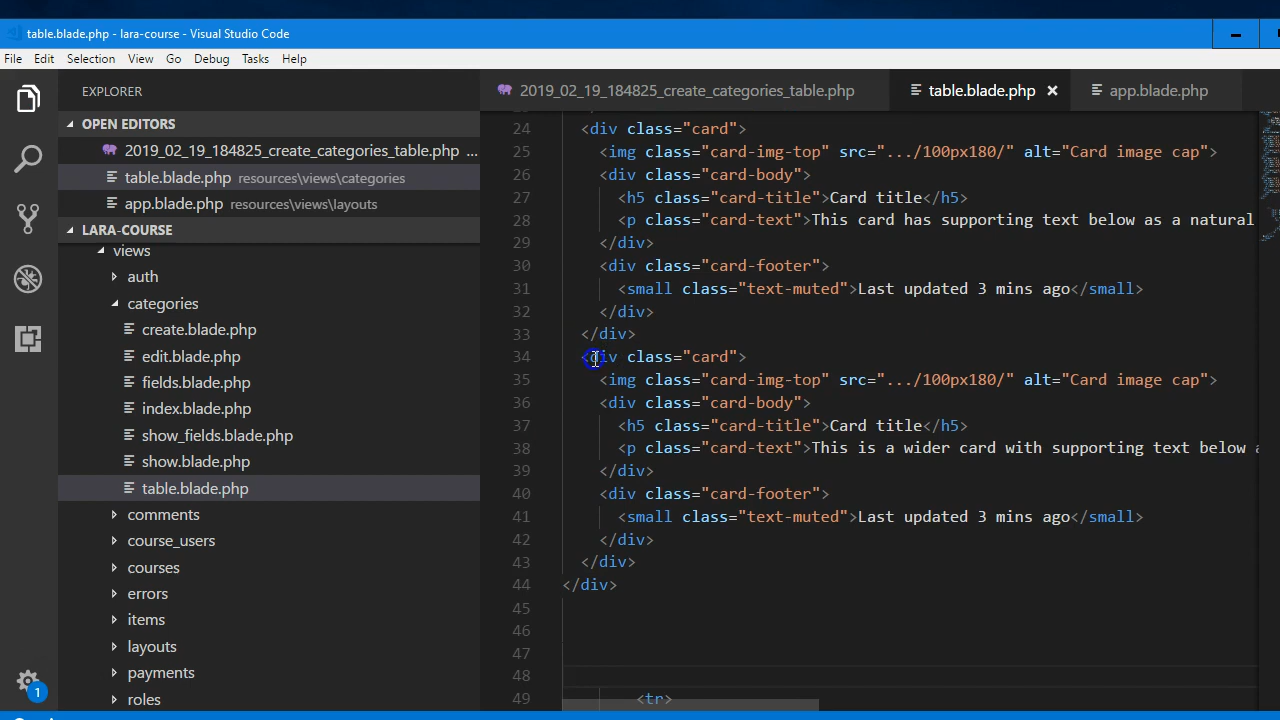 table.blade.php - lara-course - Visual Studio Code
File Edit Selection View Go Debug Tasks Help
EXPLORER
2019_02_19_184825_create_categories_table.php
table.blade.php
app.blade.php
OPEN EDITORS
2019_02_19_184825_create_categories_table.php ...
table.blade.php resources\views\categories
app.blade.php resources\views\layouts
LARA-COURSE
views
auth
categories
create.blade.php
edit.blade.php
fields.blade.php
index.blade.php
show_fields.blade.php
show.blade.php
table.blade.php
comments
course_users
courses
errors
items
layouts
payments
roles
1
24 <div class="card">
25 <img class="card-img-top" src=".../100px180/" alt="Card image cap">
26 <div class="card-body">
27 <h5 class="card-title">Card title</h5>
28 <p class="card-text">This card has supporting text below as a natural
29 </div>
30 <div class="card-footer">
31 <small class="text-muted">Last updated 3 mins ago</small>
32 </div>
33 </div>
34 <div class="card">
35 <img class="card-img-top" src=".../100px180/" alt="Card image cap">
36 <div class="card-body">
37 <h5 class="card-title">Card title</h5>
38 <p class="card-text">This is a wider card with supporting text below
39 </div>
40 <div class="card-footer">
41 <small class="text-muted">Last updated 3 mins ago</small>
42 </div>
43 </div>
44 </div>
45
46
47
48
49 <tr>